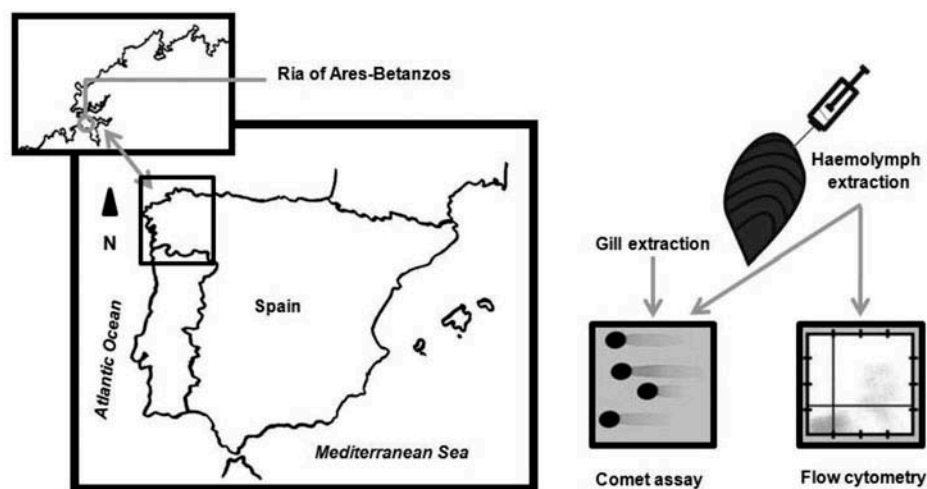 Ria of Ares-Betanzos
N
Spain
Atlantic Ocean
Mediterranean Sea
Haemolymph
extraction
Gill extraction
Comet assay
Flow cytometry